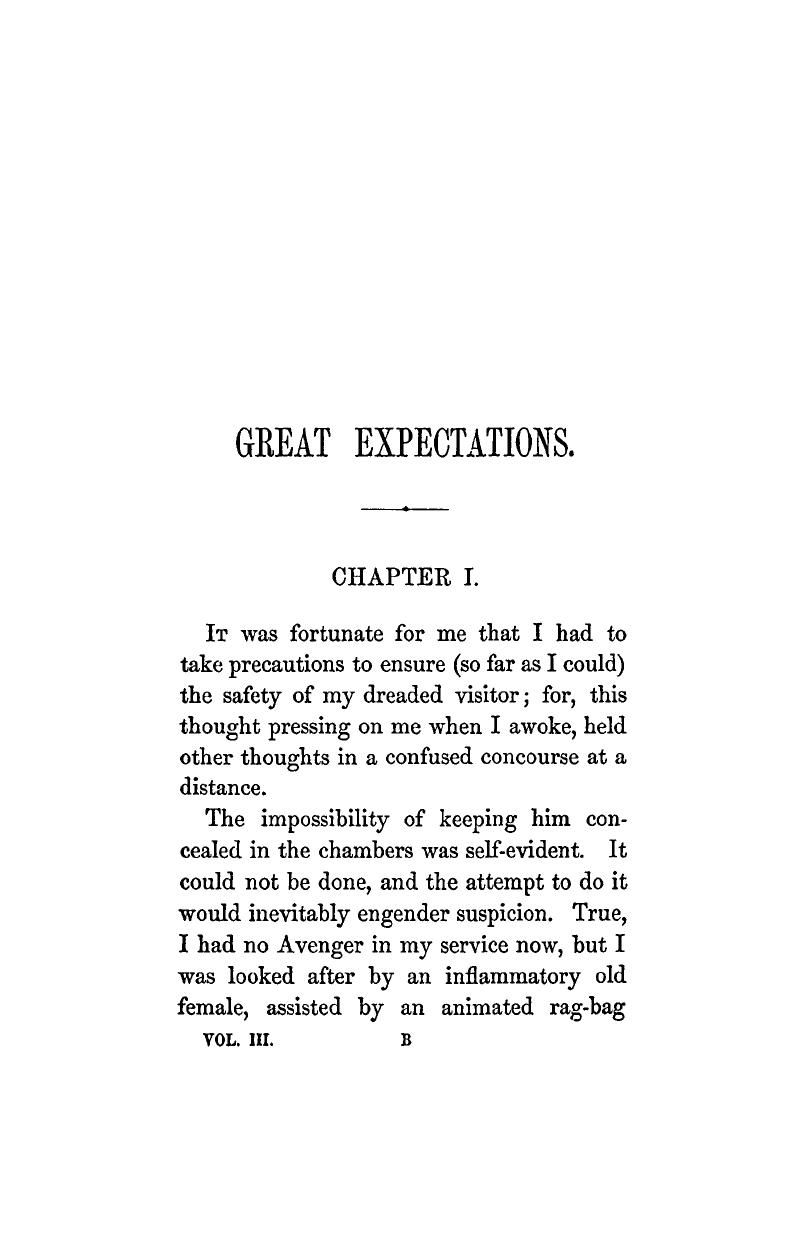 GREAT EXPECTATIONS.
CHAPTER I.
IT was fortunate for me that I had to
take precautions to ensure (so far as I could)
the safety of my dreaded visitor; for, this
thought pressing on me when I awoke, held
other thoughts in a confused concourse at a
distance.
The impossibility of keeping him con-
cealed in the chambers was self-evident. It
could not be done, and the attempt to do it
would inevitably engender suspicion. True,
I had no Avenger in my service now, but I
was looked after by an inflammatory old
female, assisted by an animated rag-bag
VOL. III. B